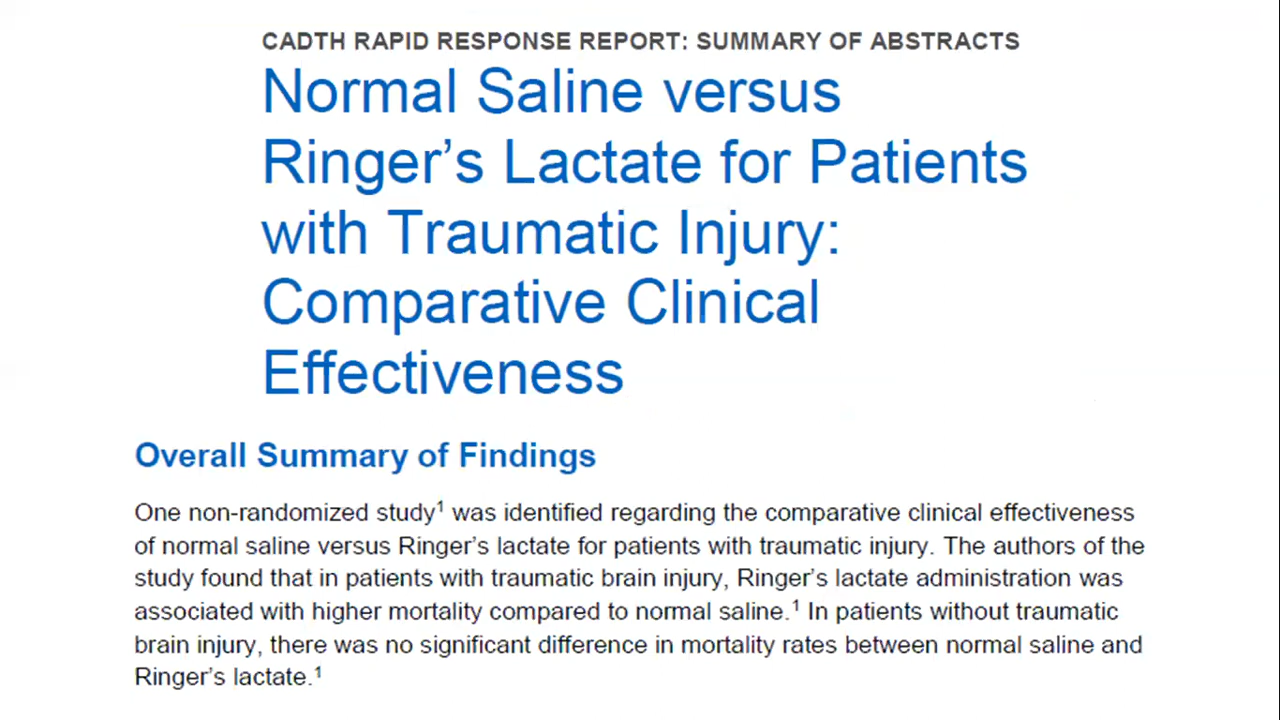 CADTH RAPID RESPONSE REPORT: SUMMARY OF ABSTRACTS
Normal Saline versus
Ringer’s Lactate for Patients
with Traumatic Injury:
Comparative Clinical
Effectiveness
Overall Summary of Findings
One non-randomized study¹ was identified regarding the comparative clinical effectiveness
of normal saline versus Ringer’s lactate for patients with traumatic injury. The authors of the
study found that in patients with traumatic brain injury, Ringer’s lactate administration was
associated with higher mortality compared to normal saline.¹ In patients without traumatic
brain injury, there was no significant difference in mortality rates between normal saline and
Ringer’s lactate.¹